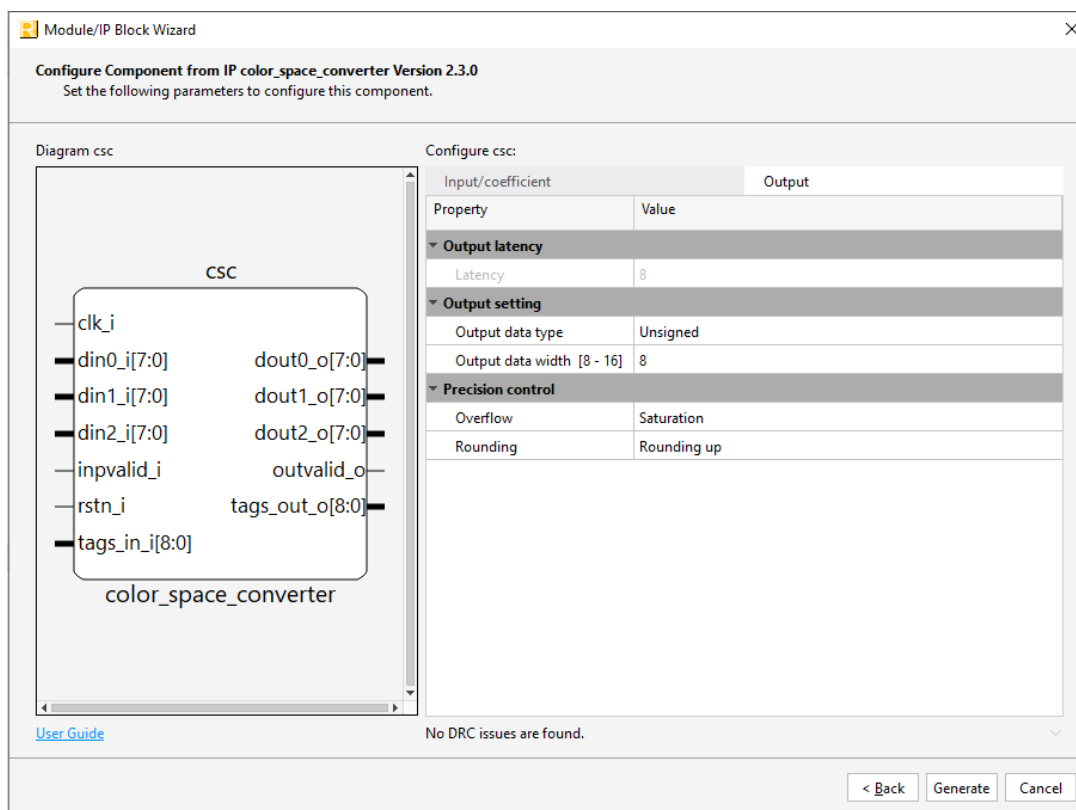 Module/IP Block Wizard
Configure Component from IP color_space_converter Version 2.3.0
Set the following parameters to configure this component.
Diagram csc
Configure csc:
Input/coefficient Output
Property Value
Output latency
Latency 8
Output setting
Output data type Unsigned
Output data width [8 - 16] 8
Precision control
Overflow Saturation
Rounding Rounding up
csc
clk_i
din0_i[7:0] dout0_o[7:0]
din1_i[7:0] dout1_o[7:0]
din2_i[7:0] dout2_o[7:0]
inpvalid_i outvalid_o
rstn_i tags_out_o[8:0]
tags_in_i[8:0]
color_space_converter
User Guide
No DRC issues are found.
< Back Generate Cancel